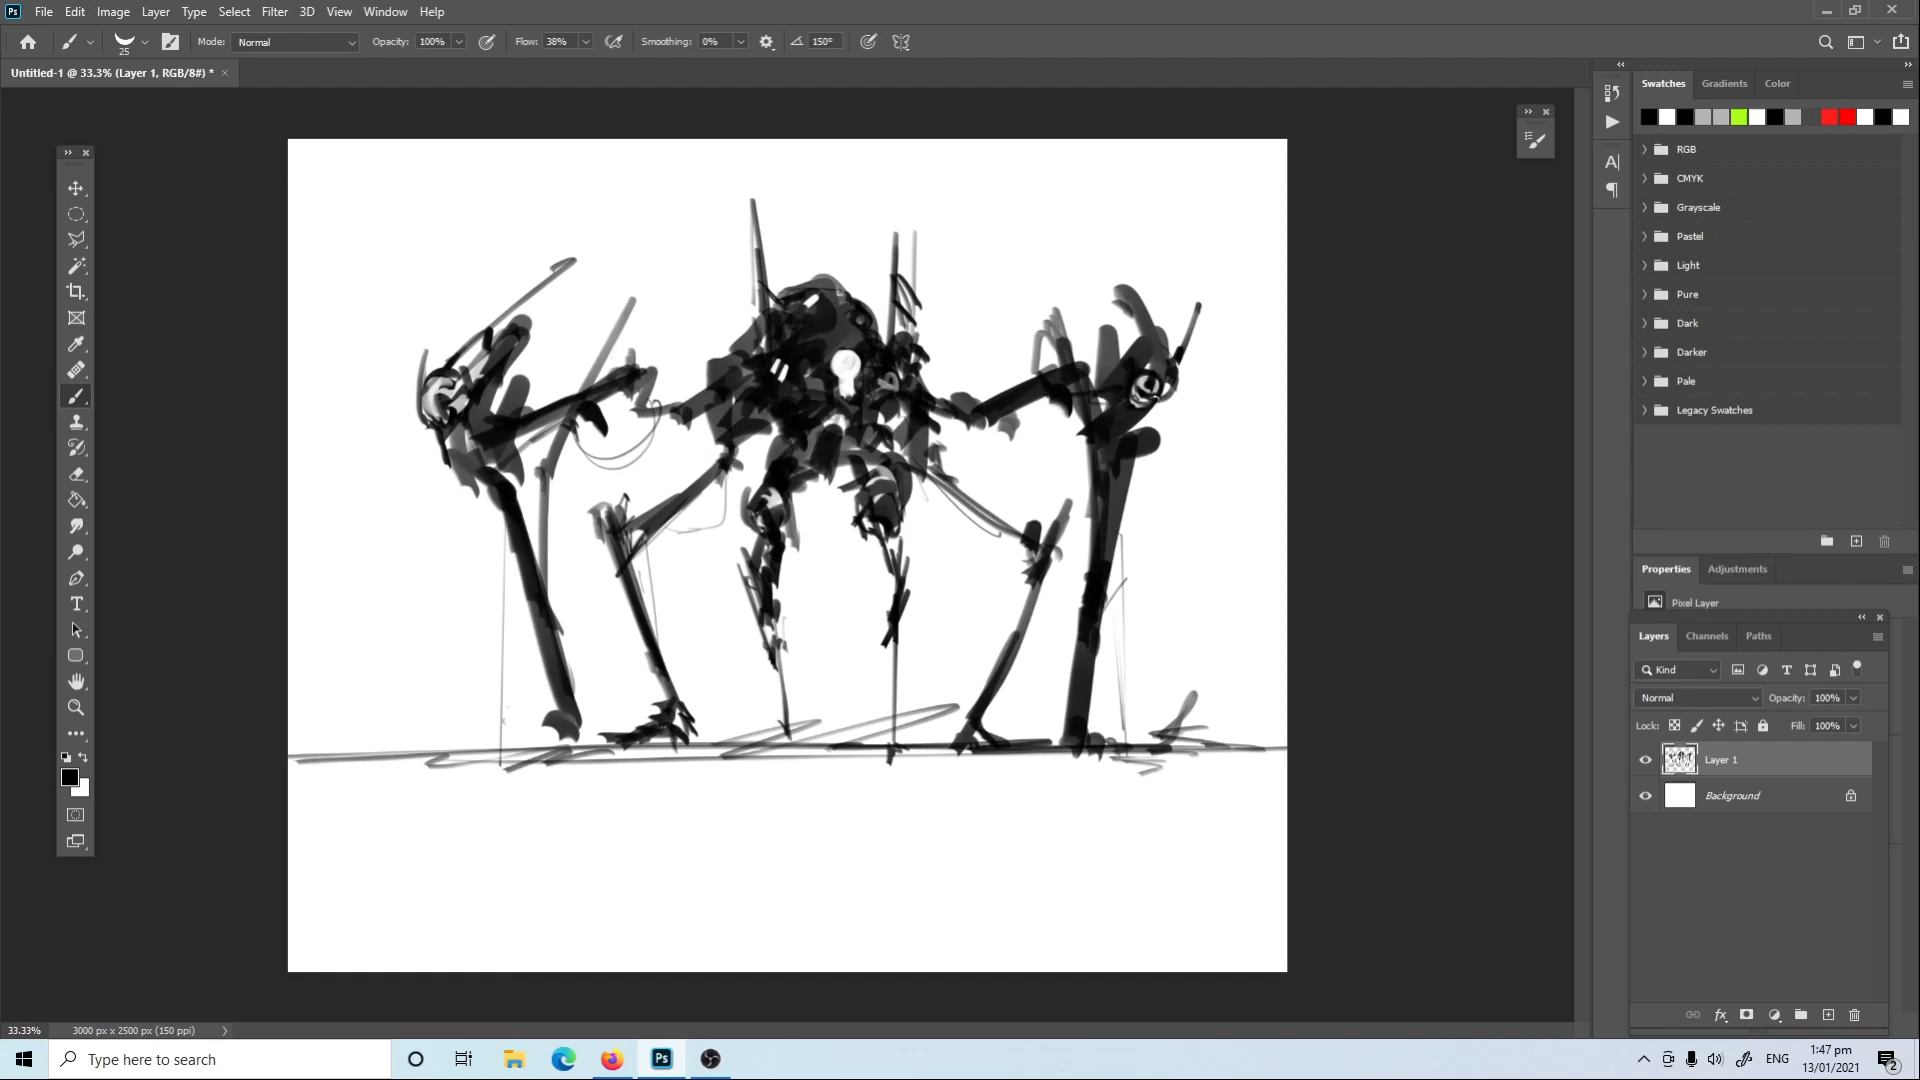 Ps File Edit Image Layer Type Select Filter 3D View Window Help
25 Mode: Normal Opacity: 100% Flow: 38% Smoothing: 0% 150°
Untitled-1 @ 33.3% (Layer 1, RGB/8#) * ×
Swatches Gradients Color
RGB
CMYK
Grayscale
Pastel
Light
Pure
Dark
Darker
Pale
Legacy Swatches
Properties Adjustments
Pixel Layer
Layers Channels Paths
Kind
Normal Opacity: 100%
Lock: Fill: 100%
Layer 1
Background
33.33% 3000 px x 2500 px (150 ppi)
Type here to search
Ps
ENG
1:47 pm
13/01/2021
2